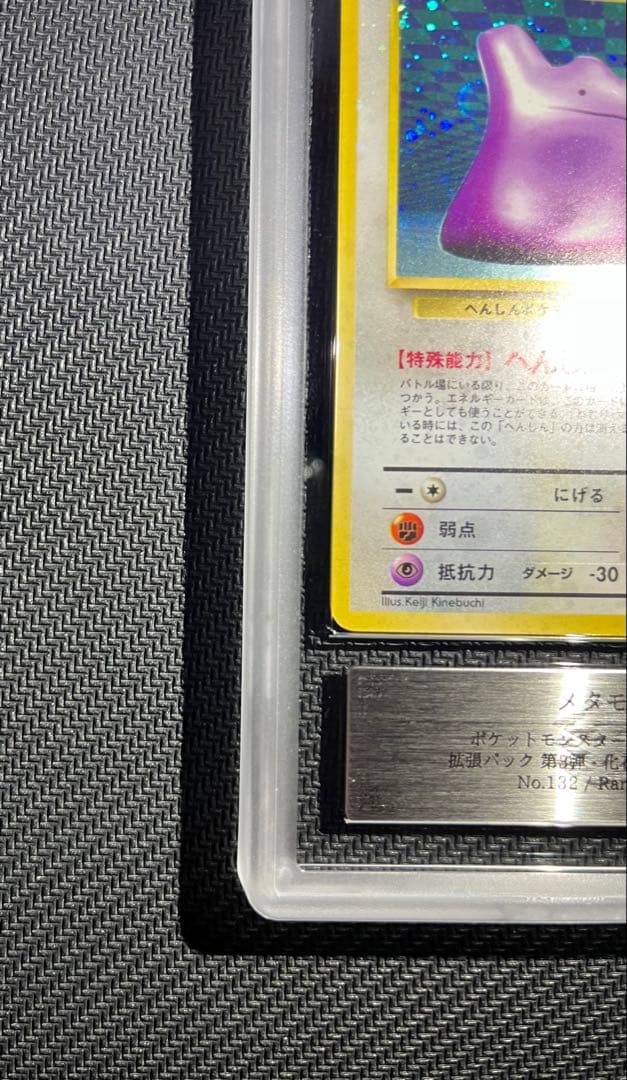 へんしんポケ
【特殊能力】へんし
バトル場にいる限り、このカードは
つかう。エネルギーカードは、このカード
ギーとしても使うことができる。
いる時には、この「へんしん」の力は消え
ることはできない。
にげる
弱点
抵抗力 ダメージ -30
Illus.Keiji Kinebuchi
メタモ
ポケットモンスター
拡張パック 第3弾・化石
No.132 / Rar